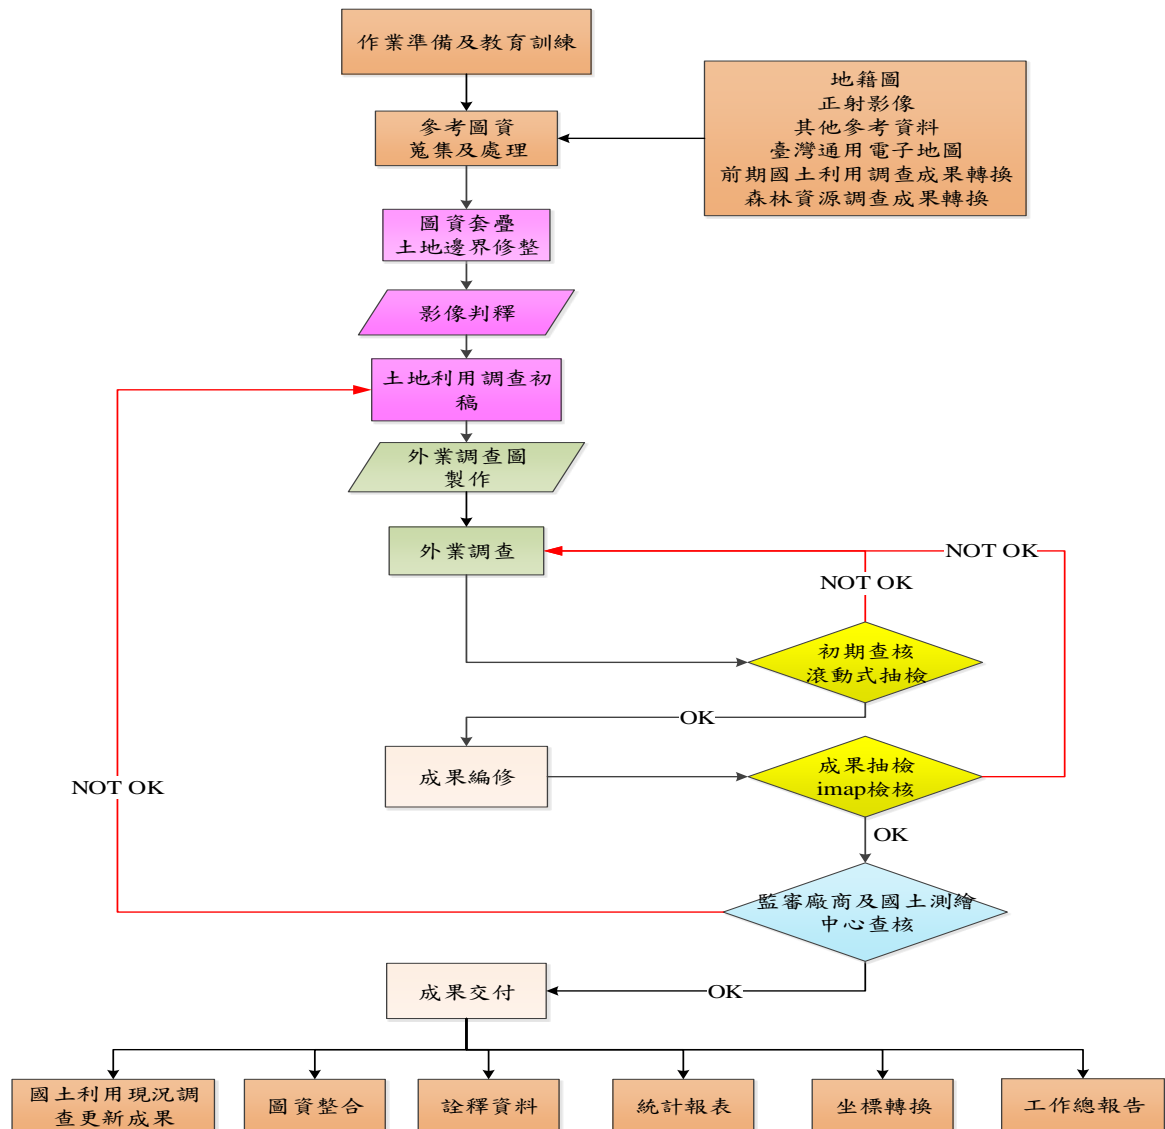 作業準備及教育訓練
地籍圖
正射影像
其他參考資料
臺灣通用電子地圖
前期國土利用調查成果轉換
森林資源調查成果轉換
參考圖資
蒐集及處理
圖資套疊
土地邊界修整
影像判釋
土地利用調查初
稿
外業調查圖
製作
外業調查
NOT OK
NOT OK
初期查核
滾動式抽檢
OK
成果編修
成果抽檢
imap檢核
NOT OK
OK
監審廠商及國土測繪
中心查核
成果交付
OK
國土利用現況調
查更新成果
圖資整合
詮釋資料
統計報表
坐標轉換
工作總報告